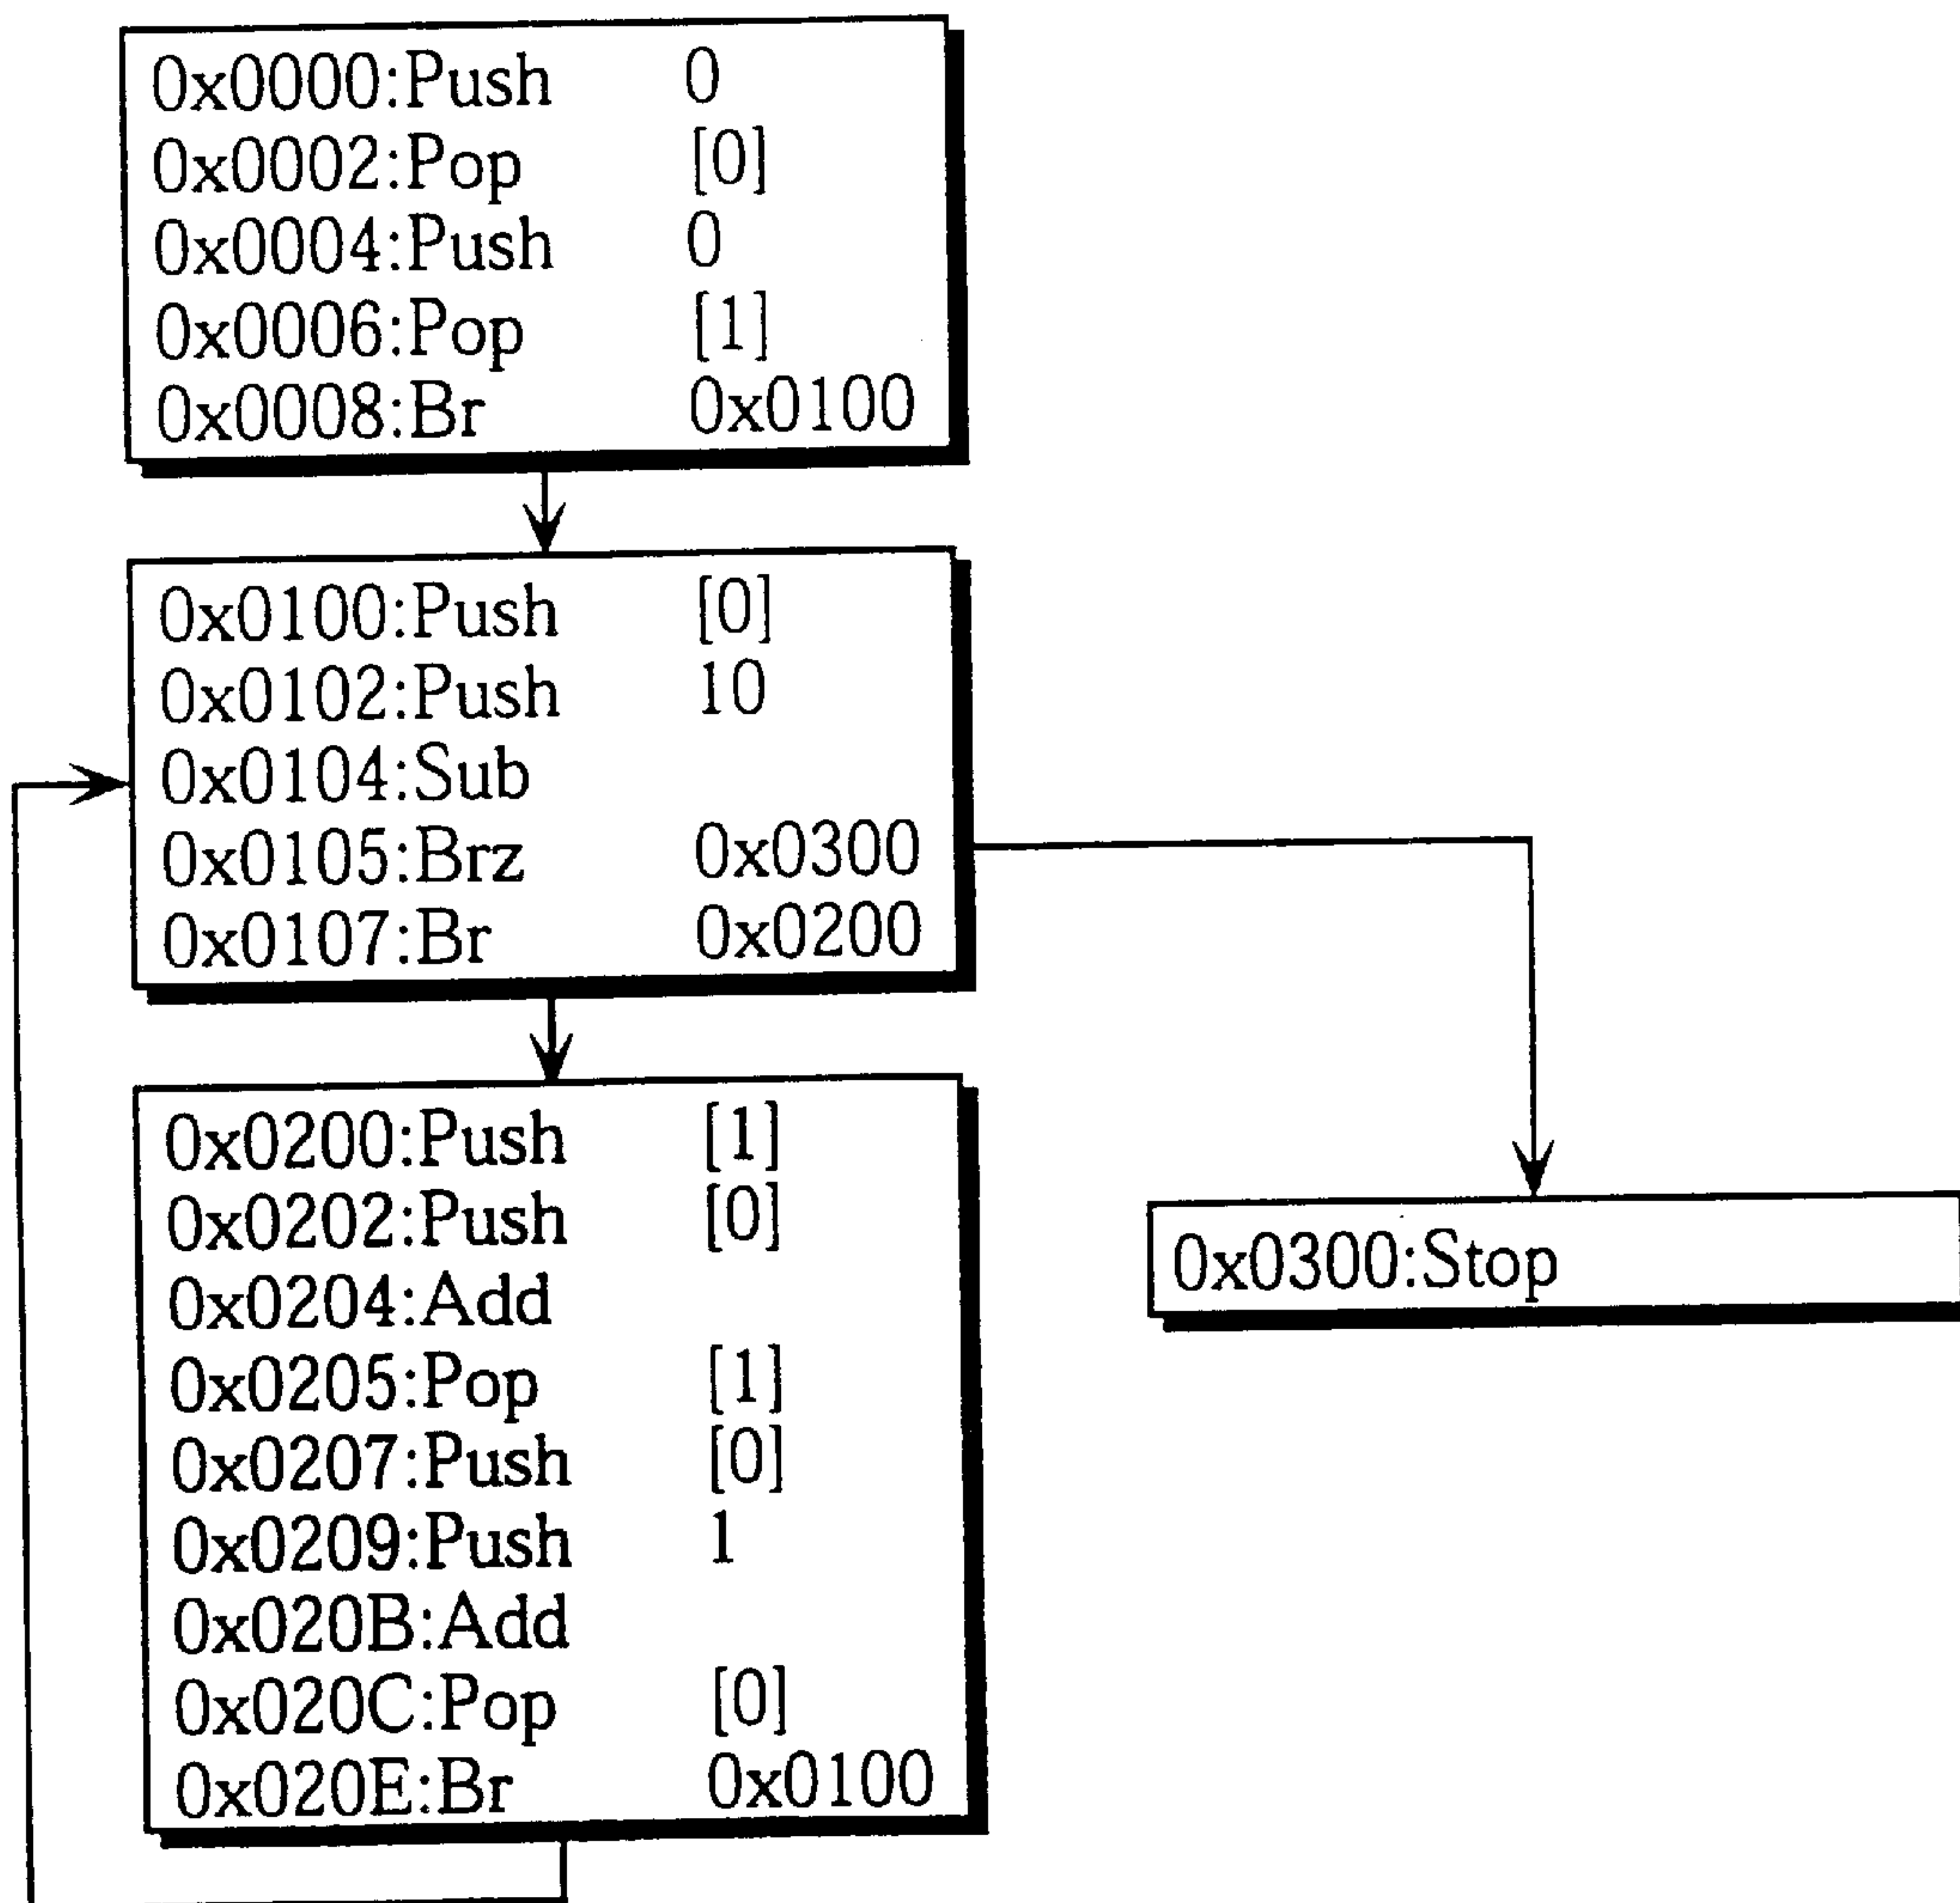 0x0000:Push 0
0x0002:Pop [0]
0x0004:Push 0
0x0006:Pop [1]
0x0008:Br 0x0100
0x0100:Push [0]
0x0102:Push 10
0x0104:Sub
0x0105:Brz 0x0300
0x0107:Br 0x0200
0x0200:Push [1]
0x0202:Push [0]
0x0204:Add
0x0205:Pop [1]
0x0207:Push [0]
0x0209:Push 1
0x020B:Add
0x020C:Pop [0]
0x020E:Br 0x0100
0x0300:Stop